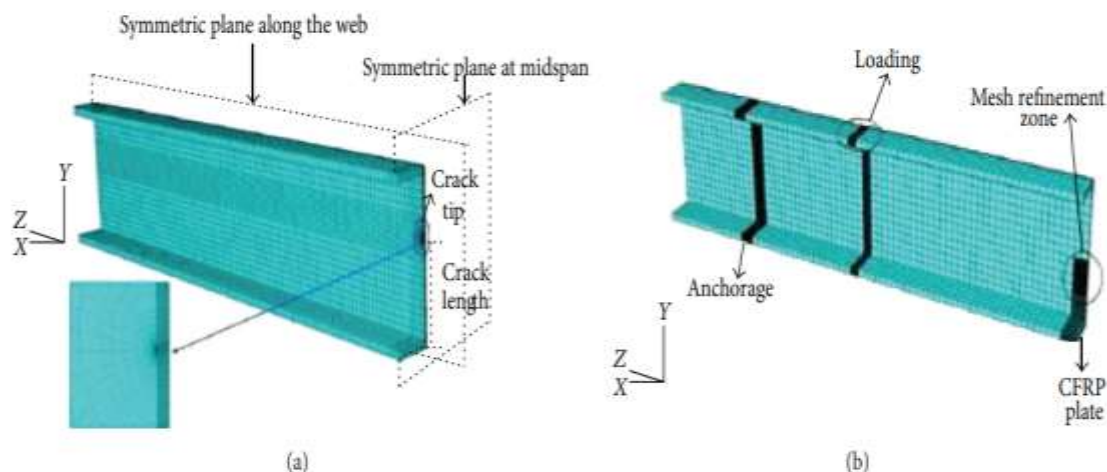 Symmetric plane along the web
Symmetric plane at midspan
Crack
tip
Y
Z
X
Crack
length
(a)
Loading
Mesh refinement
zone
Anchorage
Y
Z
X
CFRP
plate
(b)